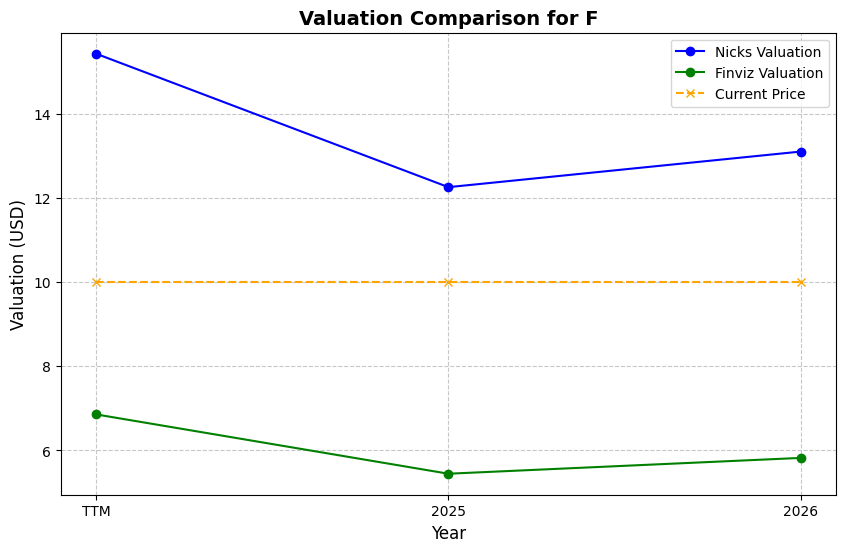 Valuation Comparison for F
Nicks Valuation
Finviz Valuation
Current Price
Valuation (USD)
14
12
10
8
6
TTM
2025
2026
Year